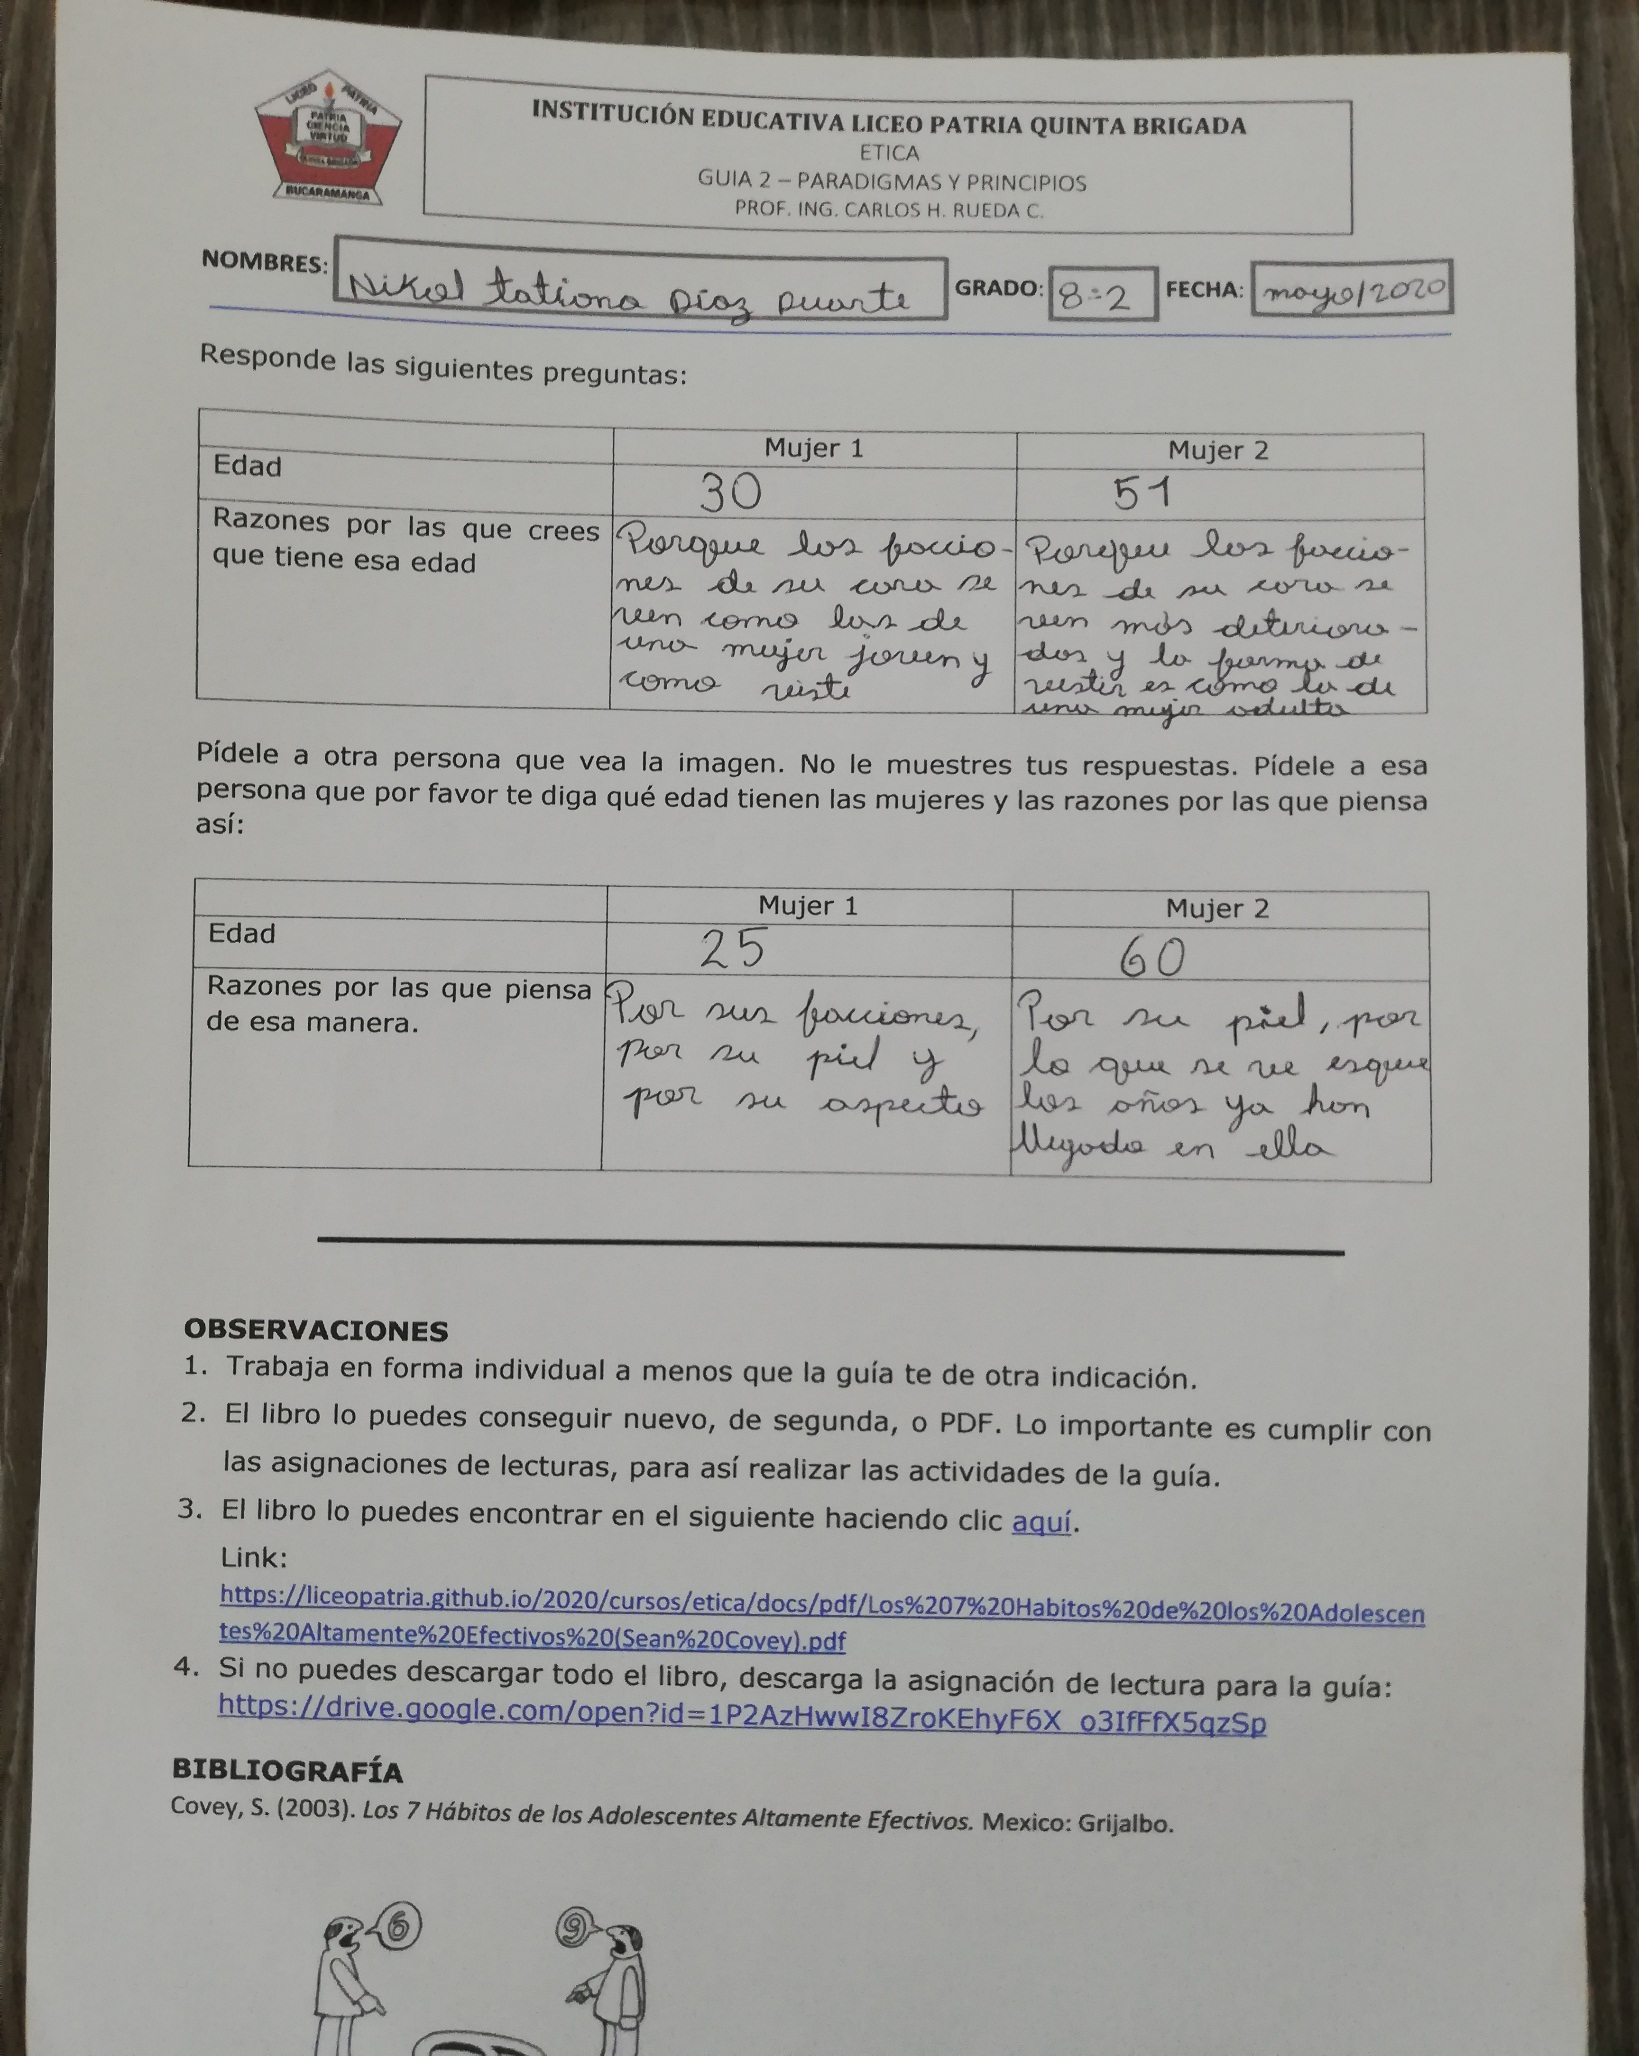 LICEO PATRIA
PATRIA
CIENCIA
VIRTUD
QUINTA BRIGADA
BUCARAMANGA
INSTITUCIÓN EDUCATIVA LICEO PATRIA QUINTA BRIGADA
ETICA
GUIA 2 – PARADIGMAS Y PRINCIPIOS
PROF. ING. CARLOS H. RUEDA C.
NOMBRES: Nikol tatiana Díaz Duarte GRADO: 8-2 FECHA: mayo/2020
Responde las siguientes preguntas:
Mujer 1 Mujer 2
Edad 30 51
Razones por las que crees
que tiene esa edad
Porque las faccio-
nes de su cara se
ven como las de
una mujer joven y
como viste
Porque las faccio-
nes de su cara se
ven más deteriora-
das y la forma de
vestir es como la de
una mujer adulta
Pídele a otra persona que vea la imagen. No le muestres tus respuestas. Pídele a esa
persona que por favor te diga qué edad tienen las mujeres y las razones por las que piensa
así:
Mujer 1 Mujer 2
Edad 25 60
Razones por las que piensa
de esa manera.
Por sus facciones,
por su piel y
por su aspecto
Por su piel, por
lo que se ve esque
los años ya han
llegado en ella
OBSERVACIONES
1. Trabaja en forma individual a menos que la guía te de otra indicación.
2. El libro lo puedes conseguir nuevo, de segunda, o PDF. Lo importante es cumplir con
las asignaciones de lecturas, para así realizar las actividades de la guía.
3. El libro lo puedes encontrar en el siguiente haciendo clic aquí.
Link:
https://liceopatria.github.io/2020/cursos/etica/docs/pdf/Los%207%20Habitos%20de%20los%20Adolescen
tes%20Altamente%20Efectivos%20(Sean%20Covey).pdf
4. Si no puedes descargar todo el libro, descarga la asignación de lectura para la guía:
https://drive.google.com/open?id=1P2AzHwwI8ZroKEhyF6X_o3IfFfX5qzSp
BIBLIOGRAFÍA
Covey, S. (2003). Los 7 Hábitos de los Adolescentes Altamente Efectivos. Mexico: Grijalbo.
6 9